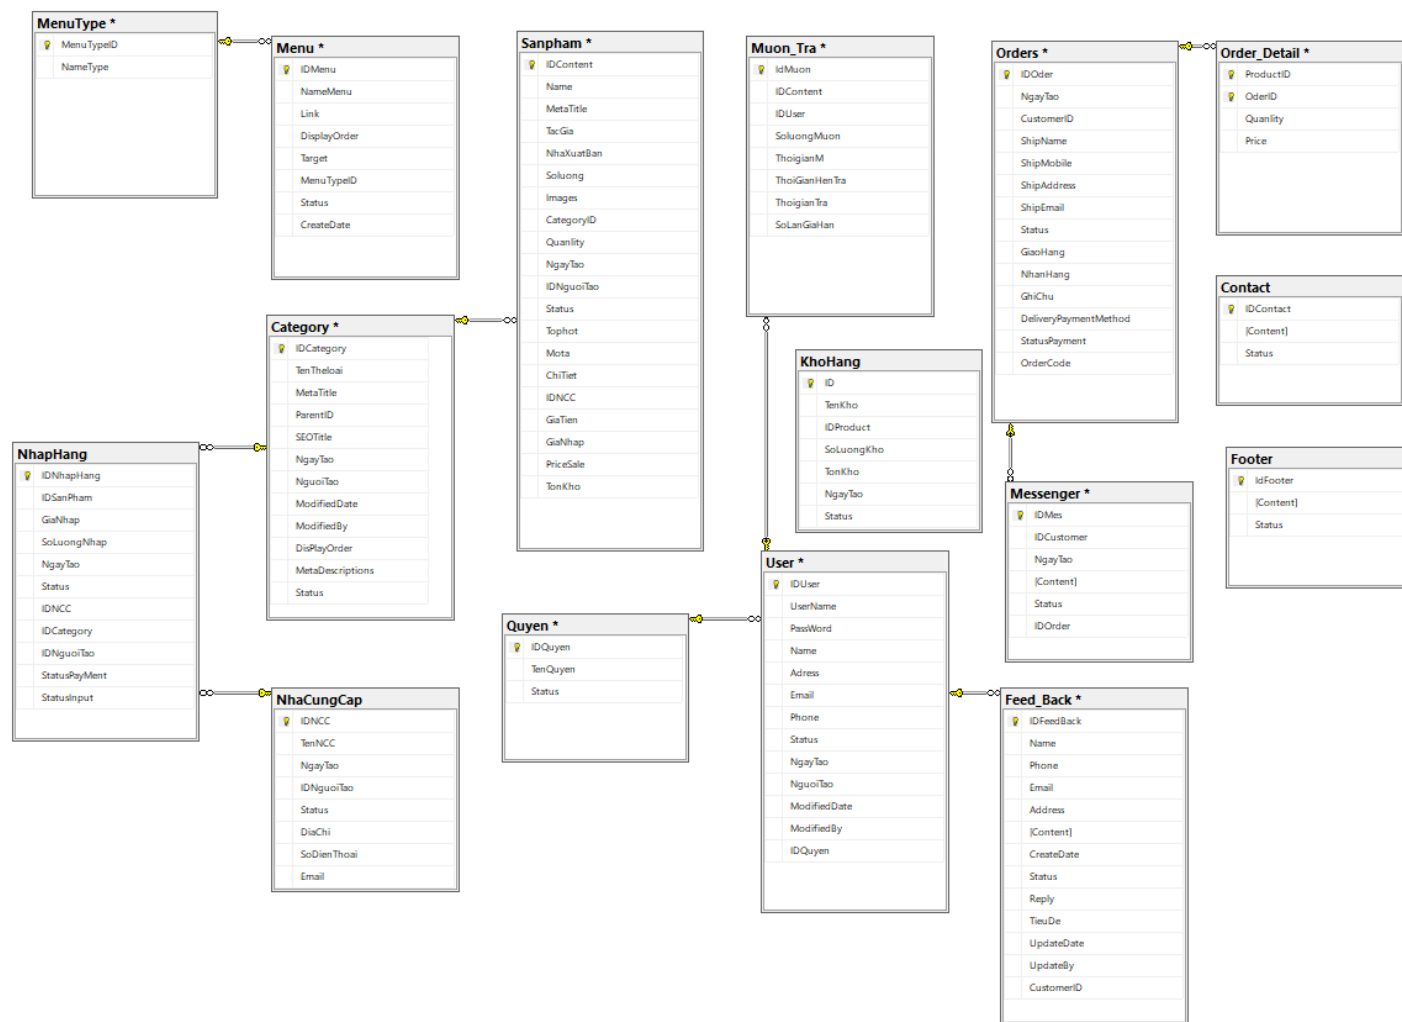 MenuType *
MenuTypeID
NameType
Menu *
IDMenu
NameMenu
Link
DisplayOrder
Target
MenuTypeID
Status
CreateDate
Sanpham *
IDContent
Name
MetaTitle
TacGia
NhaXuatBan
Soluong
Images
CategoryID
Quanlity
NgayTao
IDNguoiTao
Status
Tophot
Mota
ChiTiet
IDNCC
GiaTien
GiaNhap
PriceSale
TonKho
Muon_Tra *
IdMuon
IDContent
IDUser
SoluongMuon
ThoigianM
ThoiGianHenTra
ThoigianTra
SoLanGiaHan
Orders *
IDOder
NgayTao
CustomerID
ShipName
ShipMobile
ShipAddress
ShipEmail
Status
GiaoHang
NhanHang
GhiChu
DeliveryPaymentMethod
StatusPayment
OrderCode
Order_Detail *
ProductID
OderID
Quanlity
Price
Contact
IDContact
[Content]
Status
Category *
IDCategory
TenTheloai
MetaTitle
ParentID
SEOTitle
NgayTao
NguoiTao
ModifiedDate
ModifiedBy
DisPlayOrder
MetaDescriptions
Status
KhoHang
ID
TenKho
IDProduct
SoLuongKho
TonKho
NgayTao
Status
NhapHang
IDNhapHang
IDSanPham
GiaNhap
SoLuongNhap
NgayTao
Status
IDNCC
IDCategory
IDNguoiTao
StatusPayMent
StatusInput
Footer
IdFooter
[Content]
Status
Messenger *
IDMes
IDCustomer
NgayTao
[Content]
Status
IDOrder
User *
IDUser
UserName
PassWord
Name
Adress
Email
Phone
Status
NgayTao
NguoiTao
ModifiedDate
ModifiedBy
IDQuyen
Quyen *
IDQuyen
TenQuyen
Status
NhaCungCap
IDNCC
TenNCC
NgayTao
IDNguoiTao
Status
DiaChi
SoDienThoai
Email
Feed_Back *
IDFeedBack
Name
Phone
Email
Address
[Content]
CreateDate
Status
Reply
TieuDe
UpdateDate
UpdateBy
CustomerID